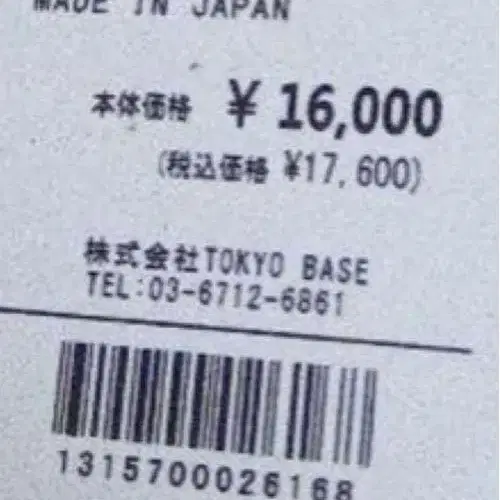 MADE IN JAPAN
本体価格 ¥ 16,000
(税込価格 ¥17,600)
株式会社TOKYO BASE
TEL:03-6712-6861
1315700026168